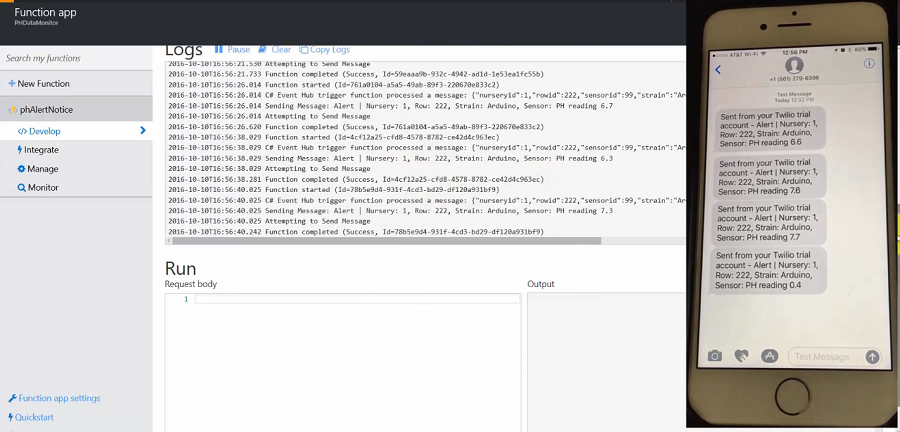 Function app
PHDataMonitor
Search my functions
+ New Function
phAlertNotice
</> Develop
Integrate
Manage
Monitor
Function app settings
Quickstart
Logs
Pause
Clear
Copy Logs
2016-10-10T16:56:21.530 Attempting to Send Message
2016-10-10T16:56:21.733 Function completed (Success, Id=59eaaa9b-932c-4942-ad1d-1e53ea1fc55b)
2016-10-10T16:56:26.014 Function started (Id=761a0104-a5a5-49ab-89f3-220670e833c2)
2016-10-10T16:56:26.014 C# Event Hub trigger function processed a message: {"nurseryid":1,"rowid":222,"sensorid":99,"strain":"Ar
2016-10-10T16:56:26.014 Sending Message: Alert | Nursery: 1, Row: 222, Strain: Arduino, Sensor: PH reading 6.7
2016-10-10T16:56:26.014 Attempting to Send Message
2016-10-10T16:56:26.620 Function completed (Success, Id=761a0104-a5a5-49ab-89f3-220670e833c2)
2016-10-10T16:56:38.029 Function started (Id=4cf12a25-cfd8-4578-8782-ce42d4c963ec)
2016-10-10T16:56:38.029 C# Event Hub trigger function processed a message: {"nurseryid":1,"rowid":222,"sensorid":99,"strain":"Ar
2016-10-10T16:56:38.029 Sending Message: Alert | Nursery: 1, Row: 222, Strain: Arduino, Sensor: PH reading 6.3
2016-10-10T16:56:38.029 Attempting to Send Message
2016-10-10T16:56:38.281 Function completed (Success, Id=4cf12a25-cfd8-4578-8782-ce42d4c963ec)
2016-10-10T16:56:40.025 Function started (Id=78b5e9d4-931f-4cd3-bd29-df120a931bf9)
2016-10-10T16:56:40.025 C# Event Hub trigger function processed a message: {"nurseryid":1,"rowid":222,"sensorid":99,"strain":"Ar
2016-10-10T16:56:40.025 Sending Message: Alert | Nursery: 1, Row: 222, Strain: Arduino, Sensor: PH reading 7.3
2016-10-10T16:56:40.025 Attempting to Send Message
2016-10-10T16:56:40.242 Function completed (Success, Id=78b5e9d4-931f-4cd3-bd29-df120a931bf9)
Run
Request body
Output
1
AT&T Wi-Fi 12:56 PM 80%
+1 (561) 279-6396
Text Message
Today 12:32 PM
Sent from your Twilio trial
account - Alert | Nursery: 1,
Row: 222, Strain: Arduino,
Sensor: PH reading 6.6
Sent from your Twilio trial
account - Alert | Nursery: 1,
Row: 222, Strain: Arduino,
Sensor: PH reading 7.6
Sent from your Twilio trial
account - Alert | Nursery: 1,
Row: 222, Strain: Arduino,
Sensor: PH reading 7.7
Sent from your Twilio trial
account - Alert | Nursery: 1,
Row: 222, Strain: Arduino,
Sensor: PH reading 0.4
Text Message